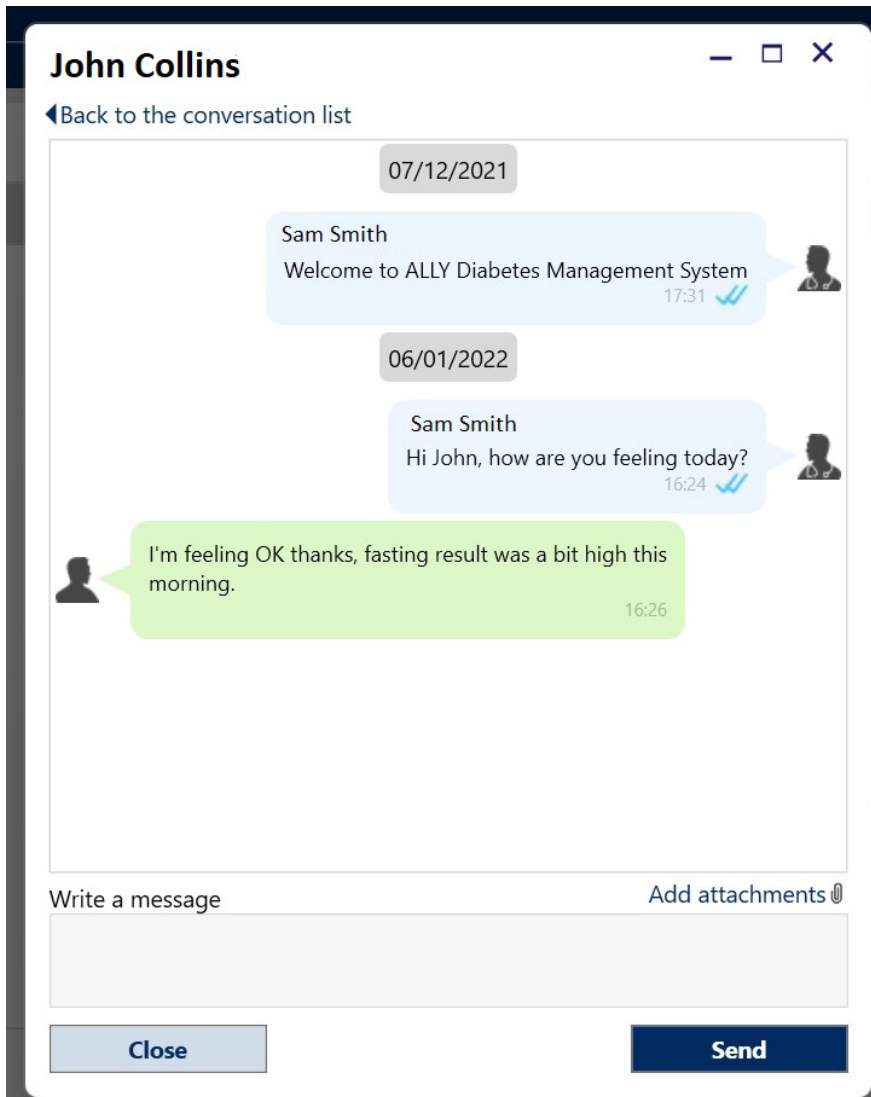 John Collins
Back to the conversation list
07/12/2021
Sam Smith
Welcome to ALLY Diabetes Management System
17:31
06/01/2022
Sam Smith
Hi John, how are you feeling today?
16:24
I'm feeling OK thanks, fasting result was a bit high this
morning.
16:26
Write a message
Add attachments
Close
Send